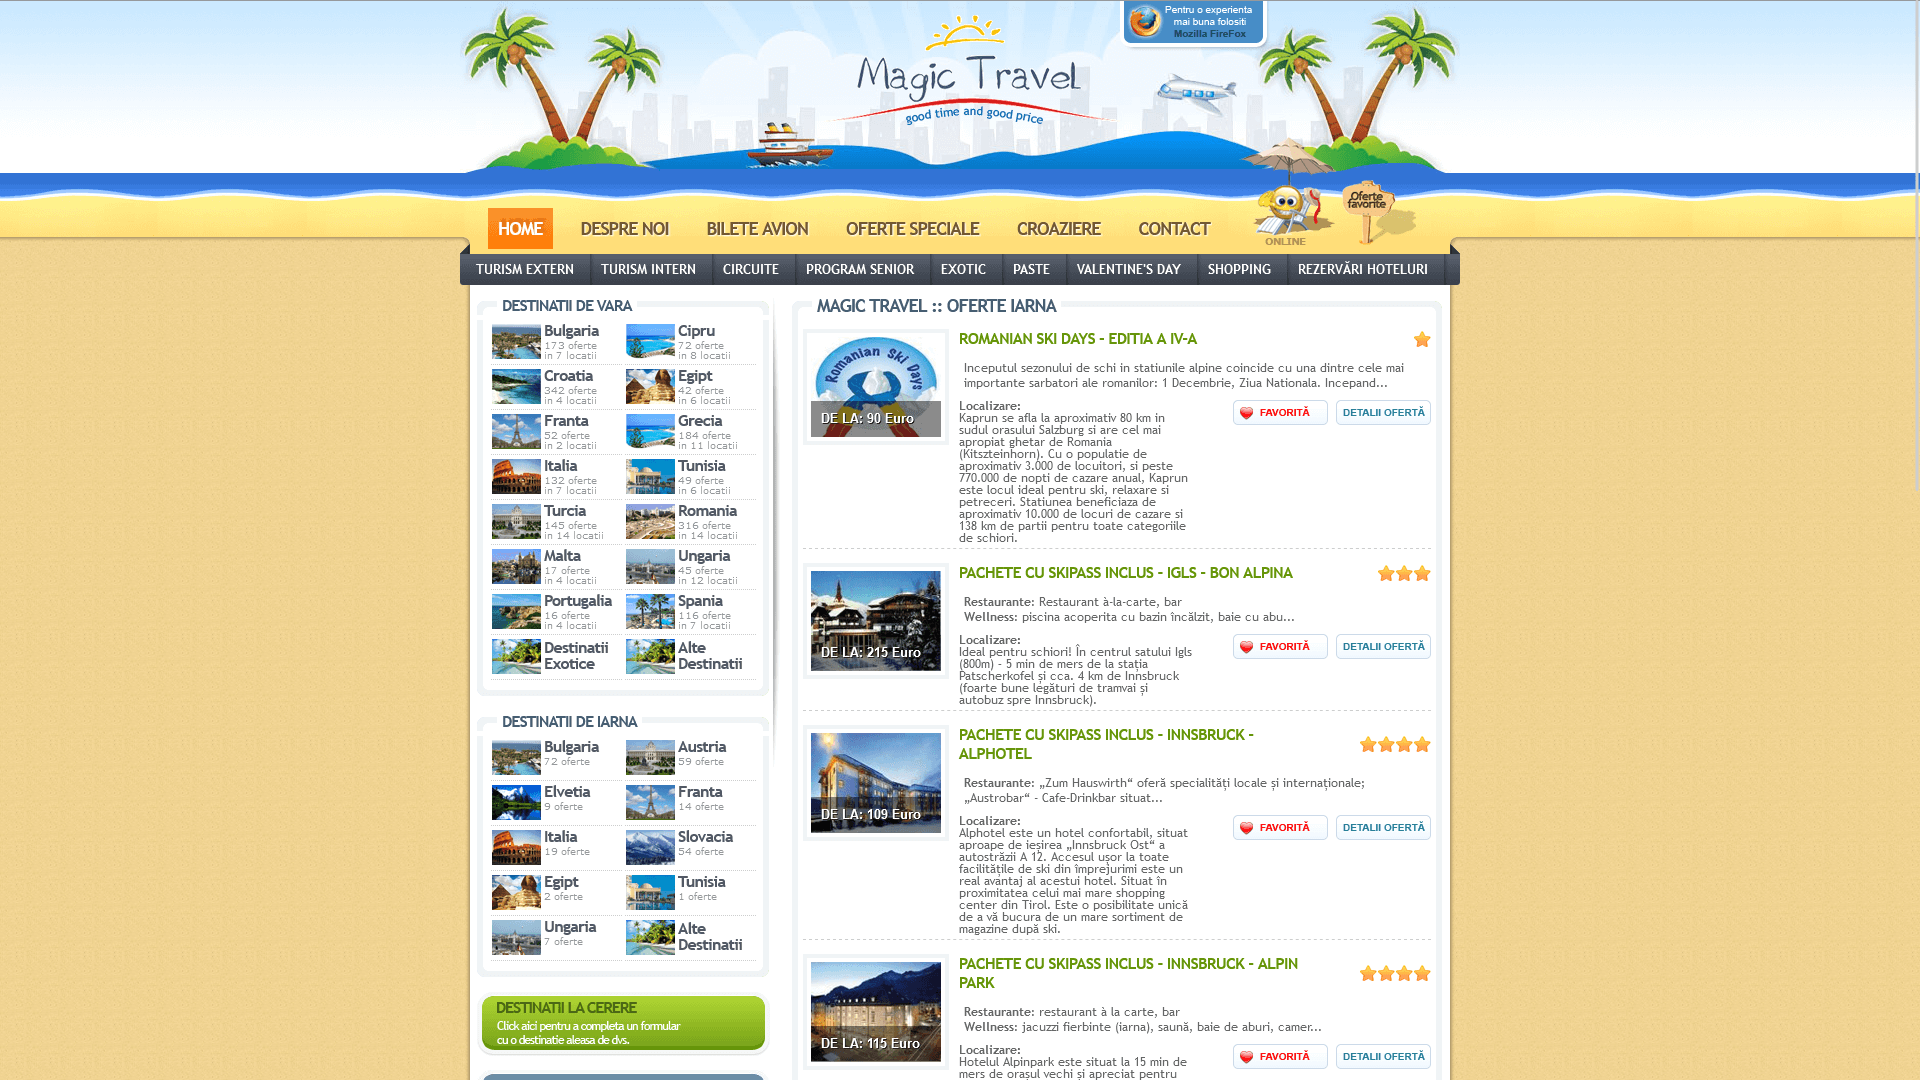 Pentru o experienta
mai buna folositi
Mozilla FireFox
Magic Travel
good time and good price
Oferte
favorite
ONLINE
HOME DESPRE NOI BILETE AVION OFERTE SPECIALE CROAZIERE CONTACT
TURISM EXTERN TURISM INTERN CIRCUITE PROGRAM SENIOR EXOTIC PASTE VALENTINE'S DAY SHOPPING REZERVĂRI HOTELURI
DESTINATII DE VARA
Bulgaria
173 oferte
in 7 locatii
Cipru
72 oferte
in 8 locatii
Croatia
342 oferte
in 4 locatii
Egipt
42 oferte
in 6 locatii
Franta
52 oferte
in 2 locatii
Grecia
184 oferte
in 11 locatii
Italia
132 oferte
in 7 locatii
Tunisia
49 oferte
in 6 locatii
Turcia
145 oferte
in 14 locatii
Romania
316 oferte
in 14 locatii
Malta
17 oferte
in 4 locatii
Ungaria
45 oferte
in 12 locatii
Portugalia
16 oferte
in 4 locatii
Spania
116 oferte
in 7 locatii
Destinatii
Exotice
Alte
Destinatii
DESTINATII DE IARNA
Bulgaria
72 oferte
Austria
59 oferte
Elvetia
9 oferte
Franta
14 oferte
Italia
19 oferte
Slovacia
54 oferte
Egipt
2 oferte
Tunisia
1 oferte
Ungaria
7 oferte
Alte
Destinatii
DESTINATII LA CERERE
Click aici pentru a completa un formular
cu o destinatie aleasa de dvs.
MAGIC TRAVEL :: OFERTE IARNA
Romanian Ski Days
DE LA: 90 Euro
ROMANIAN SKI DAYS - EDITIA A IV-A
Inceputul sezonului de schi in statiunile alpine coincide cu una dintre cele mai
importante sarbatori ale romanilor: 1 Decembrie, Ziua Nationala. Incepand...
Localizare:
Kaprun se afla la aproximativ 80 km in
sudul orasului Salzburg si are cel mai
apropiat ghetar de Romania
(Kitszteinhorn). Cu o populatie de
aproximativ 3.000 de locuitori, si peste
770.000 de nopti de cazare anual, Kaprun
este locul ideal pentru ski, relaxare si
petreceri. Statiunea beneficiaza de
aproximativ 10.000 de locuri de cazare si
138 km de partii pentru toate categoriile
de schiori.
FAVORITĂ DETALII OFERTĂ
DE LA: 215 Euro
PACHETE CU SKIPASS INCLUS - IGLS - BON ALPINA
Restaurante: Restaurant à-la-carte, bar
Wellness: piscina acoperita cu bazin încălzit, baie cu abu...
Localizare:
Ideal pentru schiori! În centrul satului Igls
(800m) - 5 min de mers de la stația
Patscherkofel și cca. 4 km de Innsbruck
(foarte bune legături de tramvai și
autobuz spre Innsbruck).
FAVORITĂ DETALII OFERTĂ
DE LA: 109 Euro
PACHETE CU SKIPASS INCLUS - INNSBRUCK -
ALPHOTEL
Restaurante: „Zum Hauswirth“ oferă specialități locale și internaționale;
„Austrobar“ - Cafe-Drinkbar situat...
Localizare:
Alphotel este un hotel confortabil, situat
aproape de ieșirea „Innsbruck Ost“ a
autostrăzii A 12. Accesul ușor la toate
facilitățile de ski din împrejurimi este un
real avantaj al acestui hotel. Situat în
proximitatea celui mai mare shopping
center din Tirol. Este o posibilitate unică
de a vă bucura de un mare sortiment de
magazine după ski.
FAVORITĂ DETALII OFERTĂ
DE LA: 115 Euro
PACHETE CU SKIPASS INCLUS - INNSBRUCK - ALPIN
PARK
Restaurante: restaurant à la carte, bar
Wellness: jacuzzi fierbinte (iarna), saună, baie de aburi, camer...
Localizare:
Hotelul Alpinpark este situat la 15 min de
mers de orașul vechi și apreciat pentru
FAVORITĂ DETALII OFERTĂ